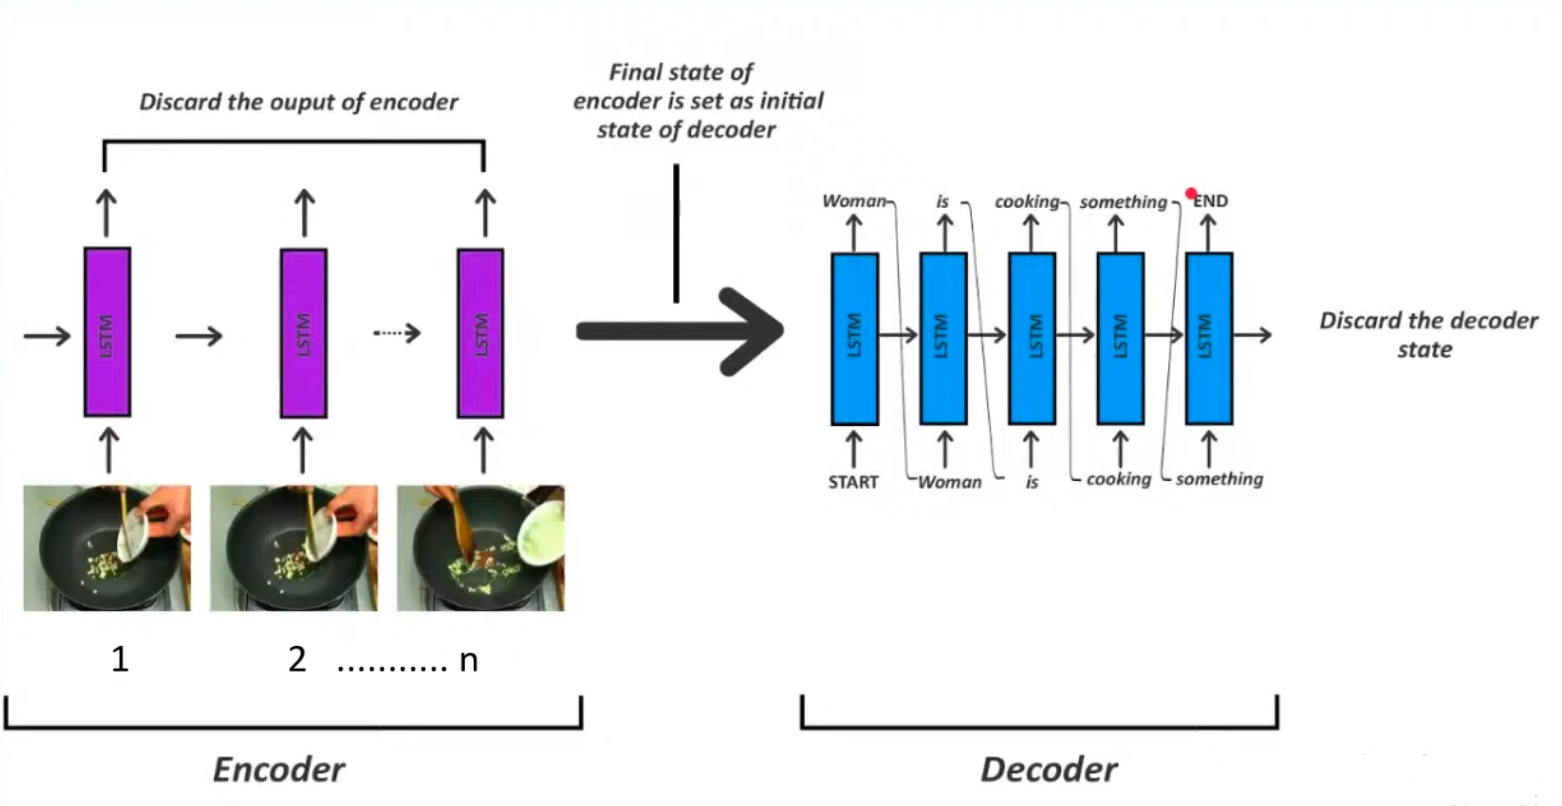 Discard the ouput of encoder
Final state of
encoder is set as initial
state of decoder
LSTM
LSTM
LSTM
1
2 ........... n
Encoder
Woman
is
cooking
something
END
LSTM
LSTM
LSTM
LSTM
LSTM
START
Woman
is
cooking
something
Discard the decoder
state
Decoder